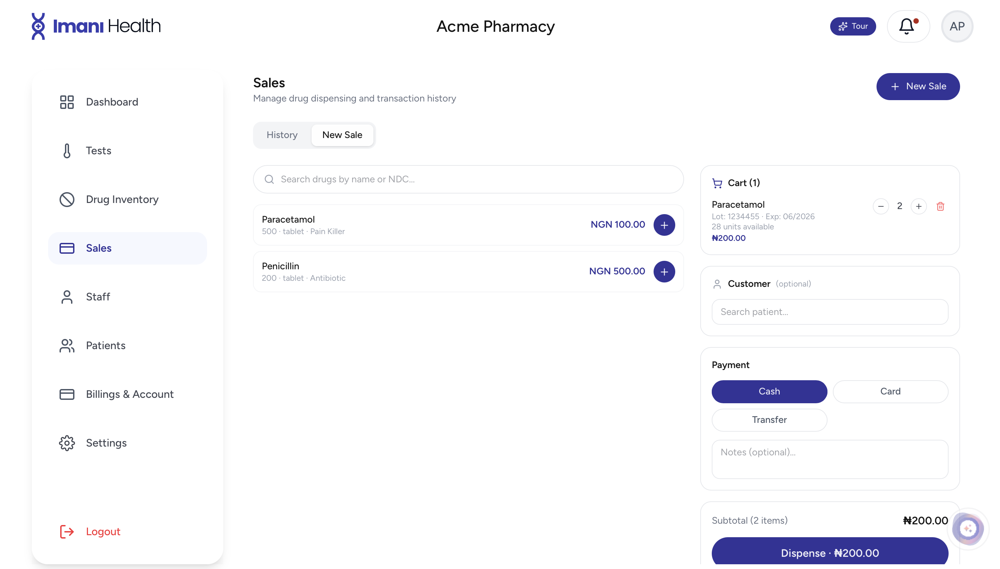 Imani Health
Acme Pharmacy
Tour
AP
Dashboard
Tests
Drug Inventory
Sales
Staff
Patients
Billings & Account
Settings
Logout
Sales
Manage drug dispensing and transaction history
New Sale
History
New Sale
Search drugs by name or NDC...
Paracetamol
500 · tablet · Pain Killer
NGN 100.00
Penicillin
200 · tablet · Antibiotic
NGN 500.00
Cart (1)
Paracetamol
Lot: 1234455 · Exp: 06/2026
28 units available
₦200.00
2
Customer (optional)
Search patient...
Payment
Cash
Card
Transfer
Notes (optional)...
Subtotal (2 items)
₦200.00
Dispense · ₦200.00